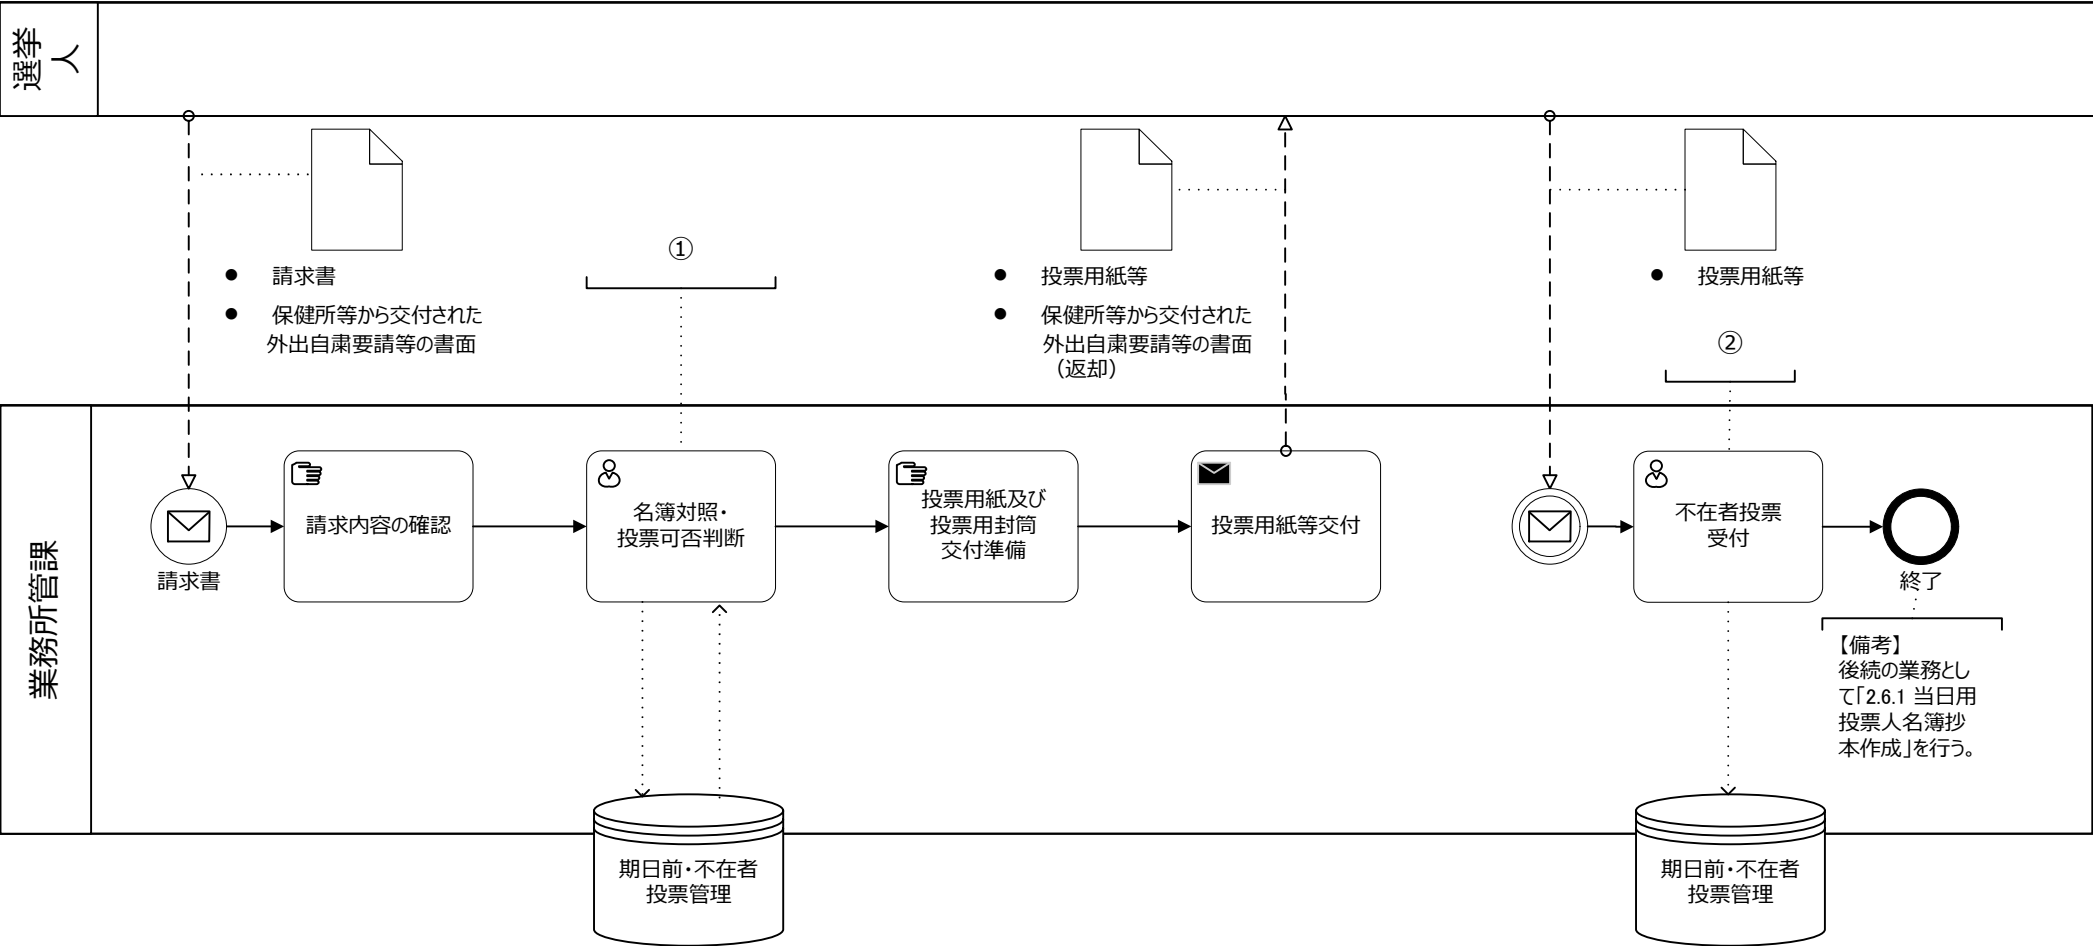 選挙
人
請求書
保健所等から交付された
外出自粛要請等の書面
①
投票用紙等
保健所等から交付された
外出自粛要請等の書面
（返却）
投票用紙等
②
業務所管課
請求書
請求内容の確認
名簿対照・
投票可否判断
投票用紙及び
投票用封筒
交付準備
投票用紙等交付
不在者投票
受付
終了
【備考】
後続の業務とし
て「2.6.1 当日用
投票人名簿抄
本作成」を行う。
期日前・不在者
投票管理
期日前・不在者
投票管理